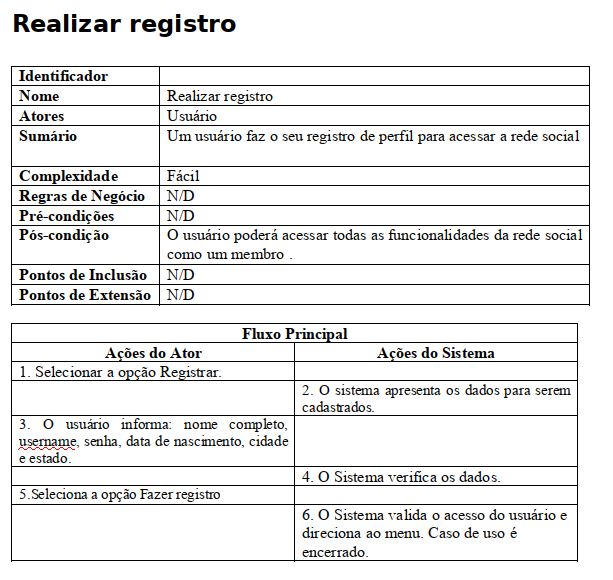 Realizar registro
Identificador
Nome Realizar registro
Atores Usuário
Sumário Um usuário faz o seu registro de perfil para acessar a rede social
Complexidade Fácil
Regras de Negócio N/D
Pré-condições N/D
Pós-condição O usuário poderá acessar todas as funcionalidades da rede social
como um membro .
Pontos de Inclusão N/D
Pontos de Extensão N/D
Fluxo Principal
Ações do Ator Ações do Sistema
1. Selecionar a opção Registrar.
2. O sistema apresenta os dados para serem
cadastrados.
3. O usuário informa: nome completo,
username, senha, data de nascimento, cidade
e estado.
4. O Sistema verifica os dados.
5.Seleciona a opção Fazer registro
6. O Sistema valida o acesso do usuário e
direciona ao menu. Caso de uso é
encerrado.